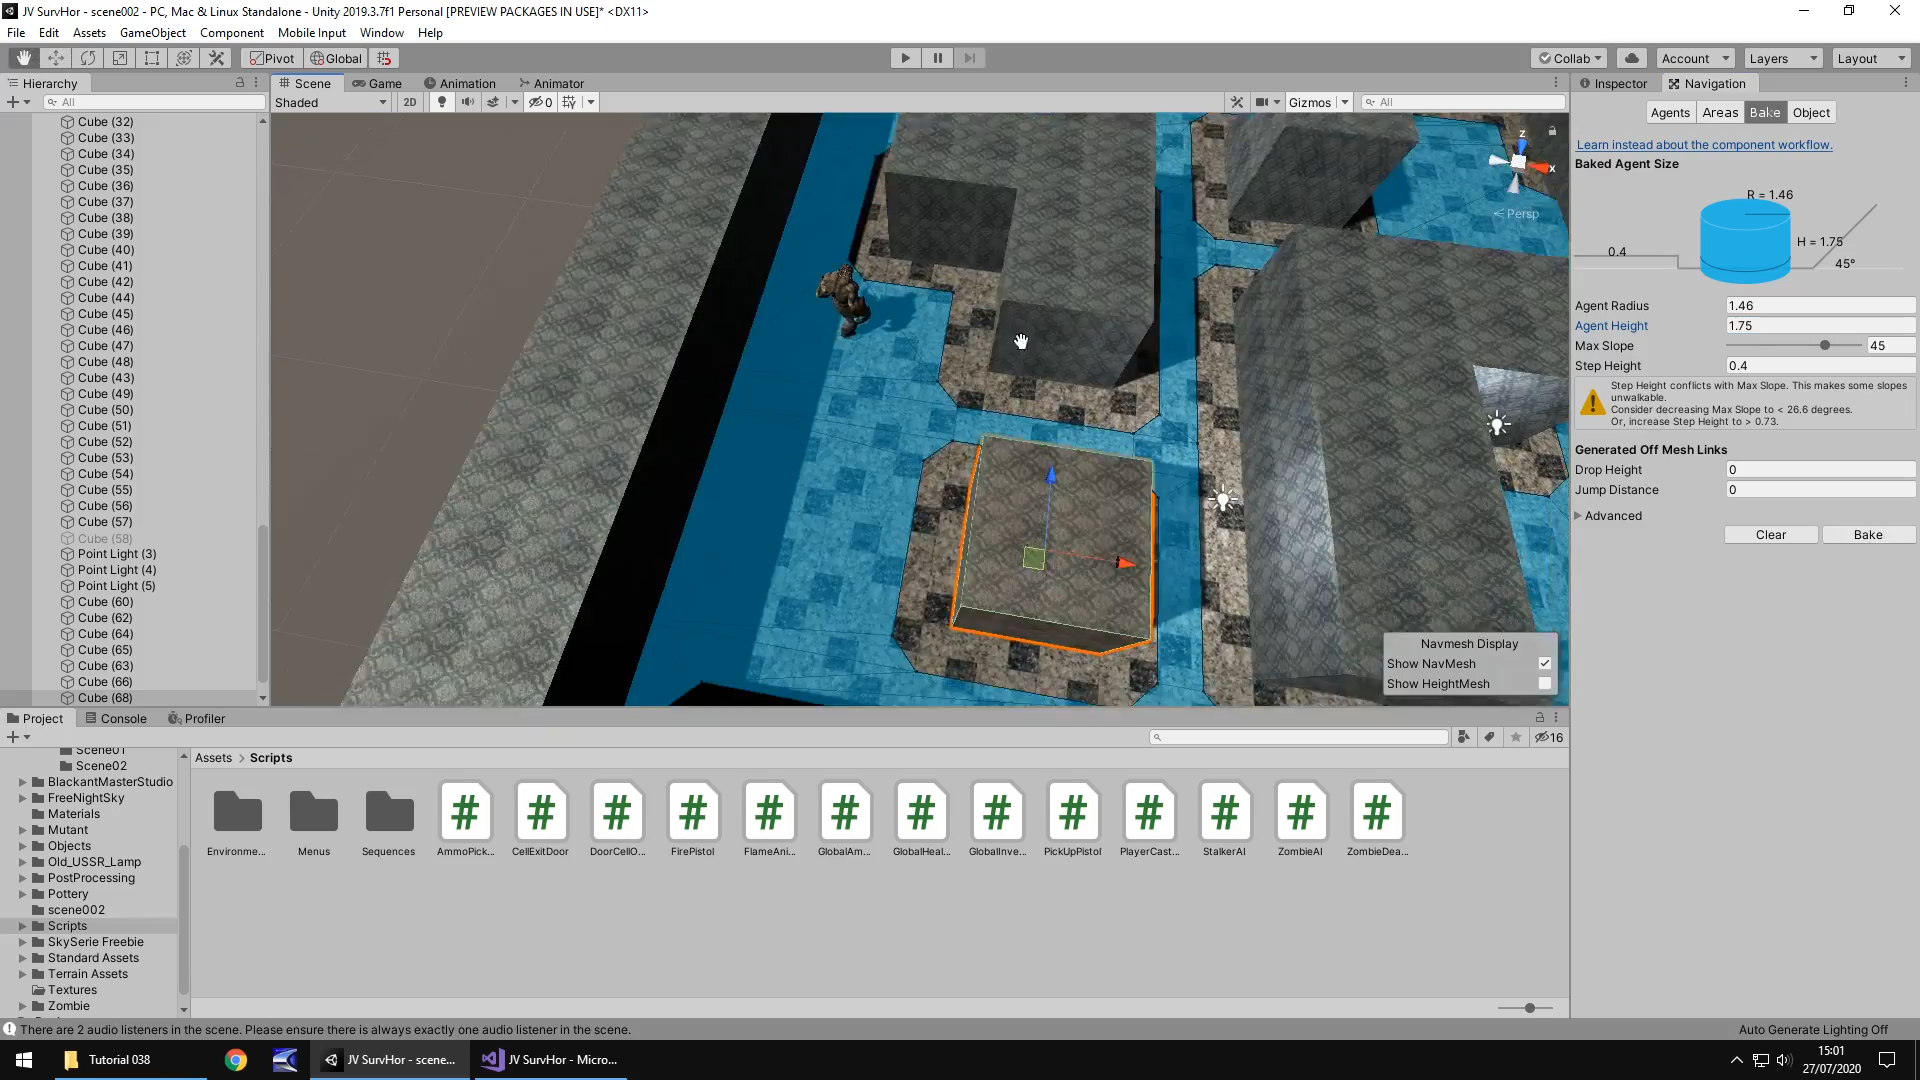 JV SurvHor - scene002 - PC, Mac & Linux Standalone - Unity 2019.3.7f1 Personal [PREVIEW PACKAGES IN USE]* <DX11>
File Edit Assets GameObject Component Mobile Input Window Help
Pivot Global Collab Account Layers Layout
Hierarchy
All
Cube (32)
Cube (33)
Cube (34)
Cube (35)
Cube (36)
Cube (37)
Cube (38)
Cube (39)
Cube (40)
Cube (41)
Cube (42)
Cube (44)
Cube (45)
Cube (46)
Cube (47)
Cube (48)
Cube (43)
Cube (49)
Cube (50)
Cube (51)
Cube (52)
Cube (53)
Cube (54)
Cube (55)
Cube (56)
Cube (57)
Cube (58)
Point Light (3)
Point Light (4)
Point Light (5)
Cube (60)
Cube (62)
Cube (64)
Cube (65)
Cube (63)
Cube (66)
Cube (68)
Scene Game Animation Animator
Shaded 2D 0 Gizmos All
z
x
Persp
Navmesh Display
Show NavMesh
Show HeightMesh
Inspector Navigation
Agents Areas Bake Object
Learn instead about the component workflow.
Baked Agent Size
R = 1.46
0.4
H = 1.75
45°
Agent Radius 1.46
Agent Height 1.75
Max Slope 45
Step Height 0.4
Step Height conflicts with Max Slope. This makes some slopes
unwalkable.
Consider decreasing Max Slope to < 26.6 degrees.
Or, increase Step Height to > 0.73.
Generated Off Mesh Links
Drop Height 0
Jump Distance 0
Advanced
Clear Bake
Project Console Profiler
16
Scene01
Scene02
BlackantMasterStudio
FreeNightSky
Materials
Mutant
Objects
Old_USSR_Lamp
PostProcessing
Pottery
scene002
Scripts
SkySerie Freebie
Standard Assets
Terrain Assets
Textures
Zombie
Assets > Scripts
Environme... Menus Sequences AmmoPick... CellExitDoor DoorCellO... FirePistol FlameAni... GlobalAm... GlobalHeal... GlobalInve... PickUpPistol PlayerCast... StalkerAI ZombieAI ZombieDea...
There are 2 audio listeners in the scene. Please ensure there is always exactly one audio listener in the scene.
Auto Generate Lighting Off
Tutorial 038
JV SurvHor - scene...
JV SurvHor - Micro...
15:01
27/07/2020